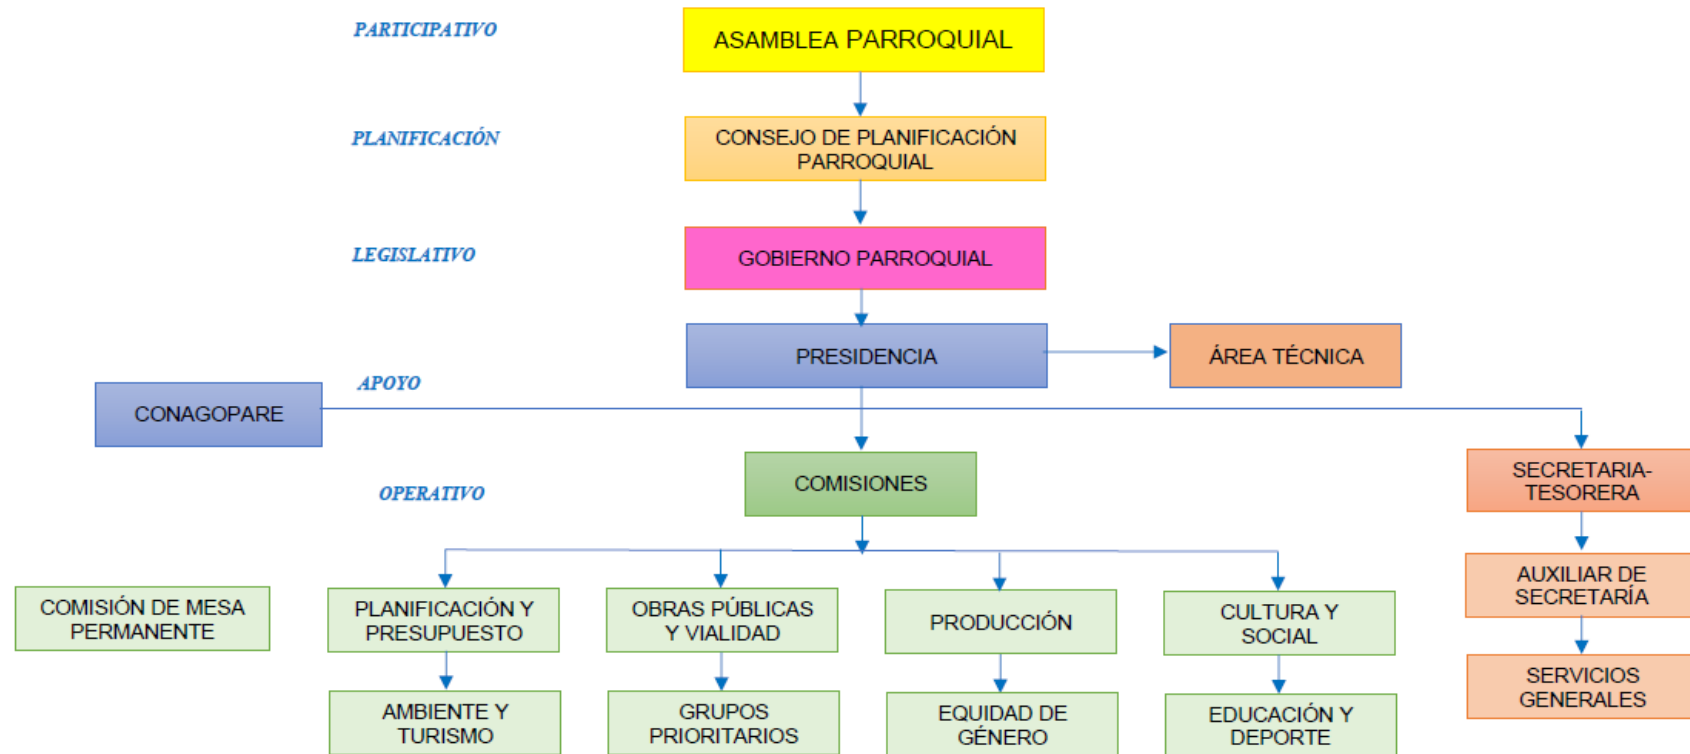 PARTICIPATIVO
ASAMBLEA PARROQUIAL
PLANIFICACIÓN
CONSEJO DE PLANIFICACIÓN
PARROQUIAL
LEGISLATIVO
GOBIERNO PARROQUIAL
PRESIDENCIA
ÁREA TÉCNICA
APOYO
CONAGOPARE
COMISIONES
SECRETARIA-
TESORERA
OPERATIVO
AUXILIAR DE
SECRETARÍA
COMISIÓN DE MESA
PERMANENTE
PLANIFICACIÓN Y
PRESUPUESTO
OBRAS PÚBLICAS
Y VIALIDAD
PRODUCCIÓN
CULTURA Y
SOCIAL
SERVICIOS
GENERALES
AMBIENTE Y
TURISMO
GRUPOS
PRIORITARIOS
EQUIDAD DE
GÉNERO
EDUCACIÓN Y
DEPORTE